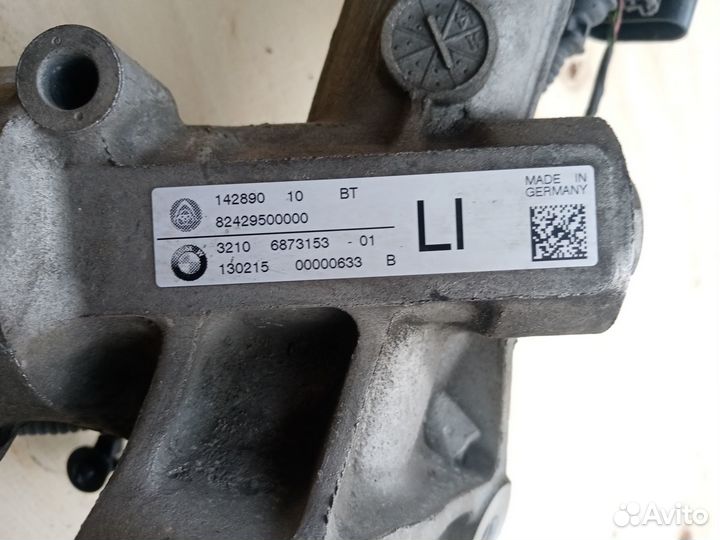 142890 10 BT
82429500000
3210 6873153 - 01
130215 00000633 B
LI
MADE IN
GERMANY
Avito